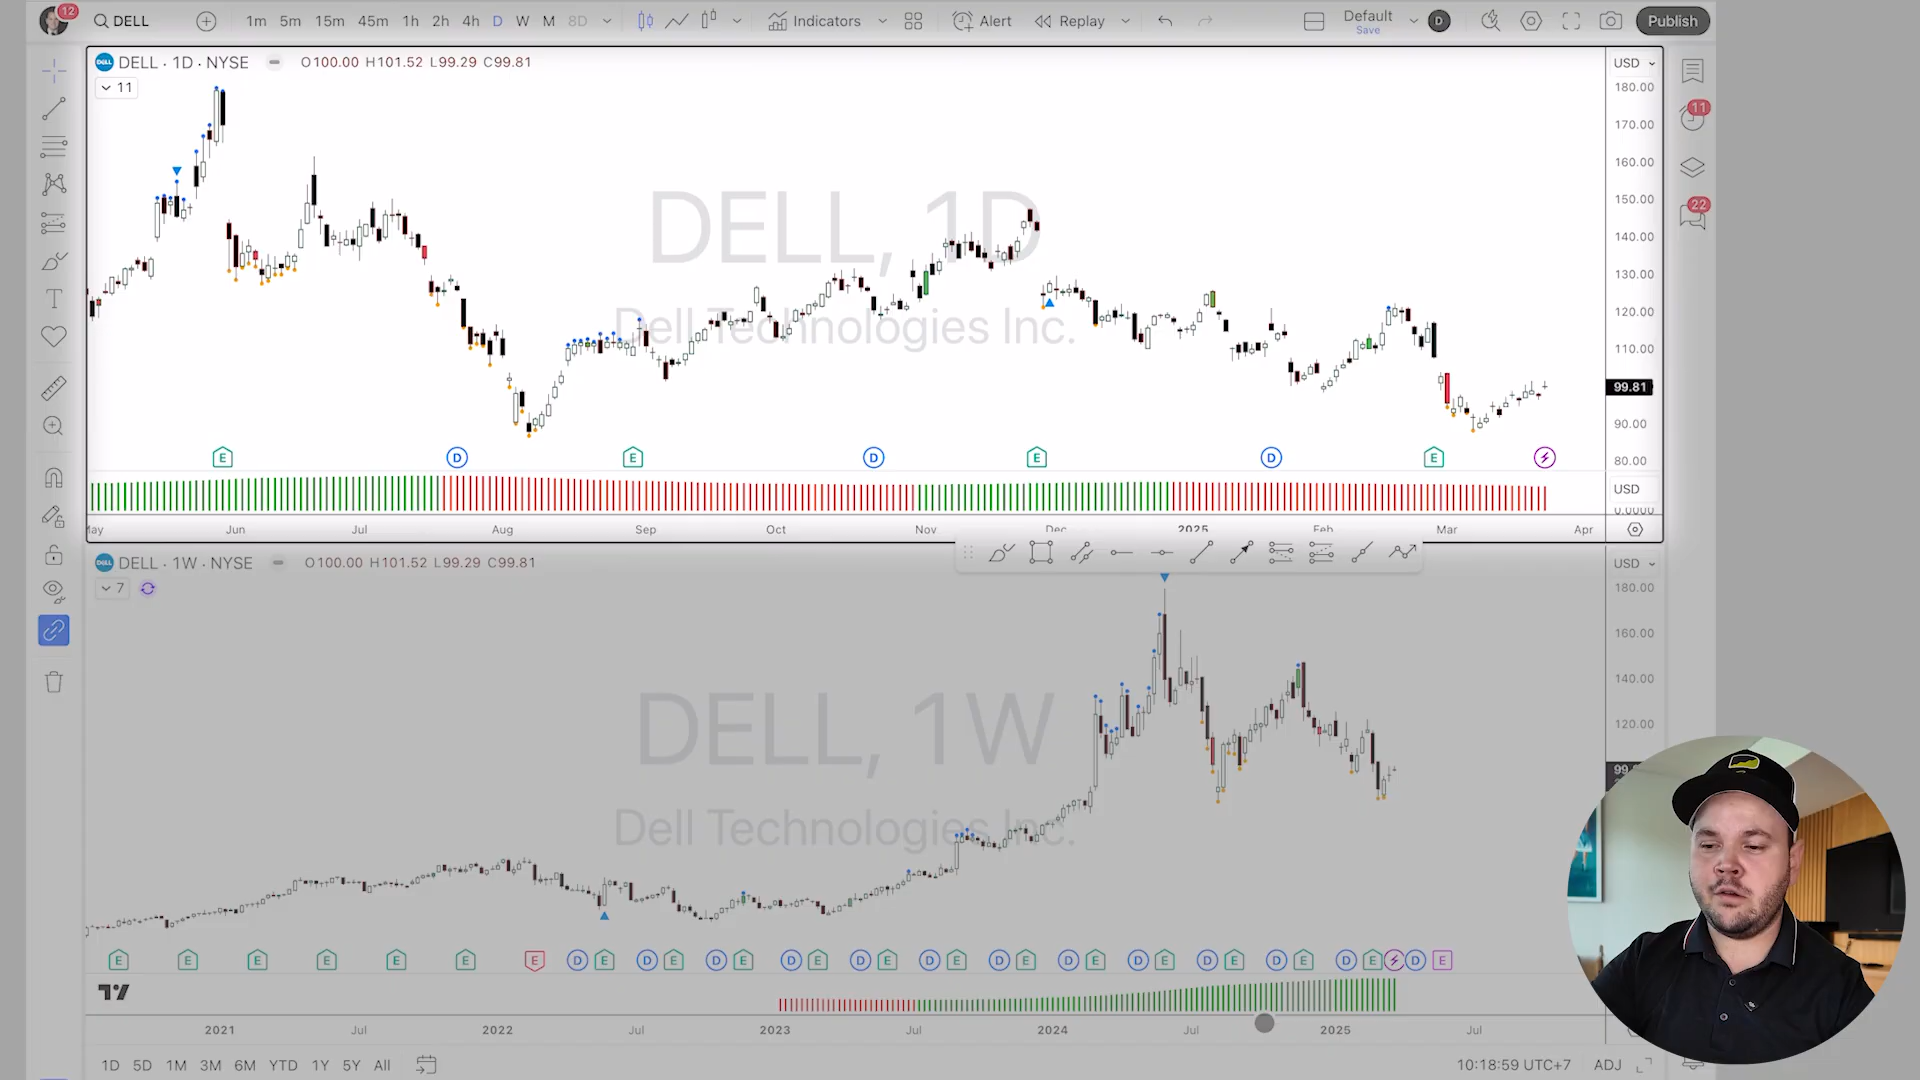 12
DELL
1m 5m 15m 45m 1h 2h 4h D W M 8D
Indicators
Alert
Replay
Default
Save
D
Publish
DELL · 1D · NYSE O100.00 H101.52 L99.29 C99.81
11
USD
180.00
170.00
160.00
150.00
140.00
130.00
120.00
110.00
99.81
90.00
80.00
USD
0.0000
DELL, 1D
Dell Technologies Inc.
E D E D E D E
May Jun Jul Aug Sep Oct Nov Dec 2025 Feb Mar Apr
11
22
DELL · 1W · NYSE O100.00 H101.52 L99.29 C99.81
7
USD
180.00
160.00
140.00
120.00
DELL, 1W
Dell Technologies Inc.
E E E E E E E D E D E D E D E D E D E D E D E D E D E D E D E
2021 Jul 2022 Jul 2023 Jul 2024 Jul 2025 Jul
1D 5D 1M 3M 6M YTD 1Y 5Y All
10:18:59 UTC+7 ADJ